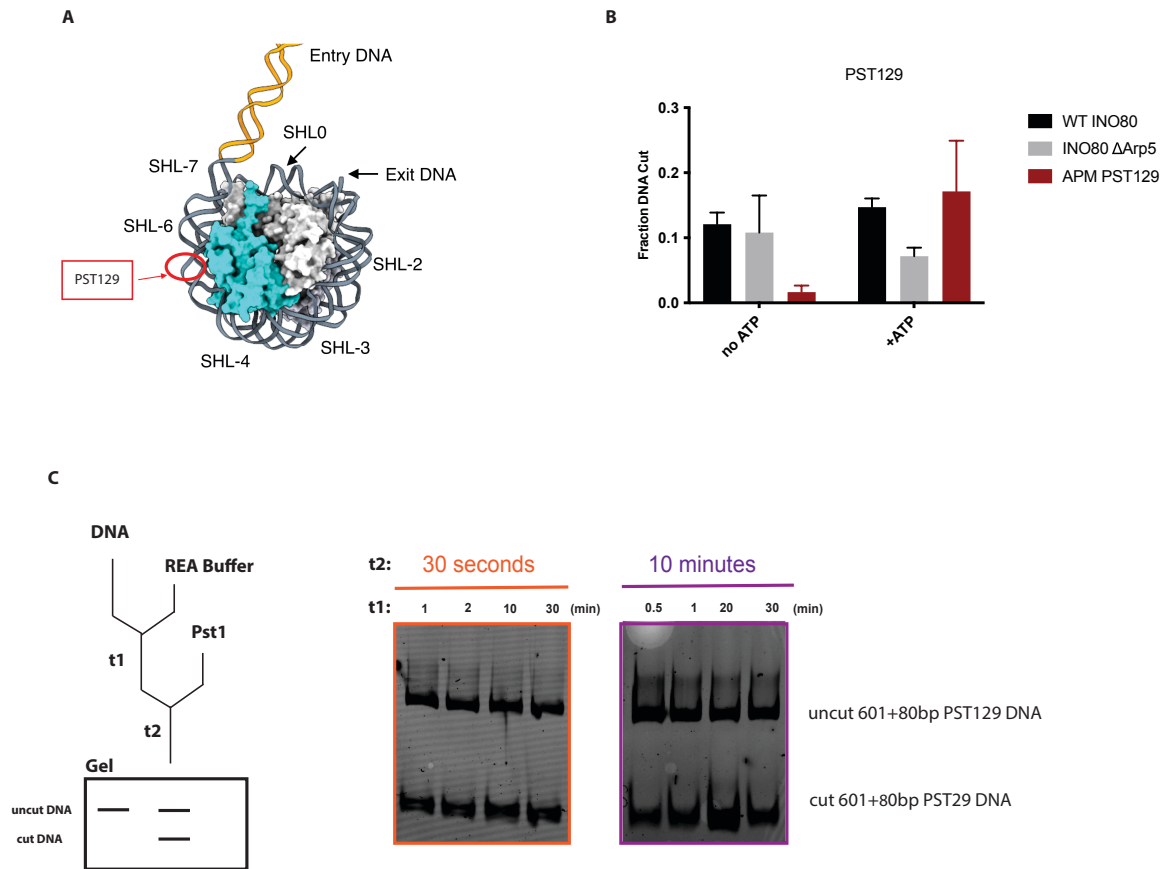 A
Entry DNA
SHL0
SHL-7
Exit DNA
SHL-6
PST129
SHL-2
SHL-4
SHL-3
B
PST129
Fraction DNA Cut
0.3
0.2
0.1
0.0
no ATP
+ATP
WT INO80
INO80 ΔArp5
APM PST129
C
DNA
REA Buffer
Pst1
t1
t2
Gel
uncut DNA
cut DNA
t2: 30 seconds 10 minutes
t1: 1 2 10 30 (min) 0.5 1 20 30 (min)
uncut 601+80bp PST129 DNA
cut 601+80bp PST29 DNA